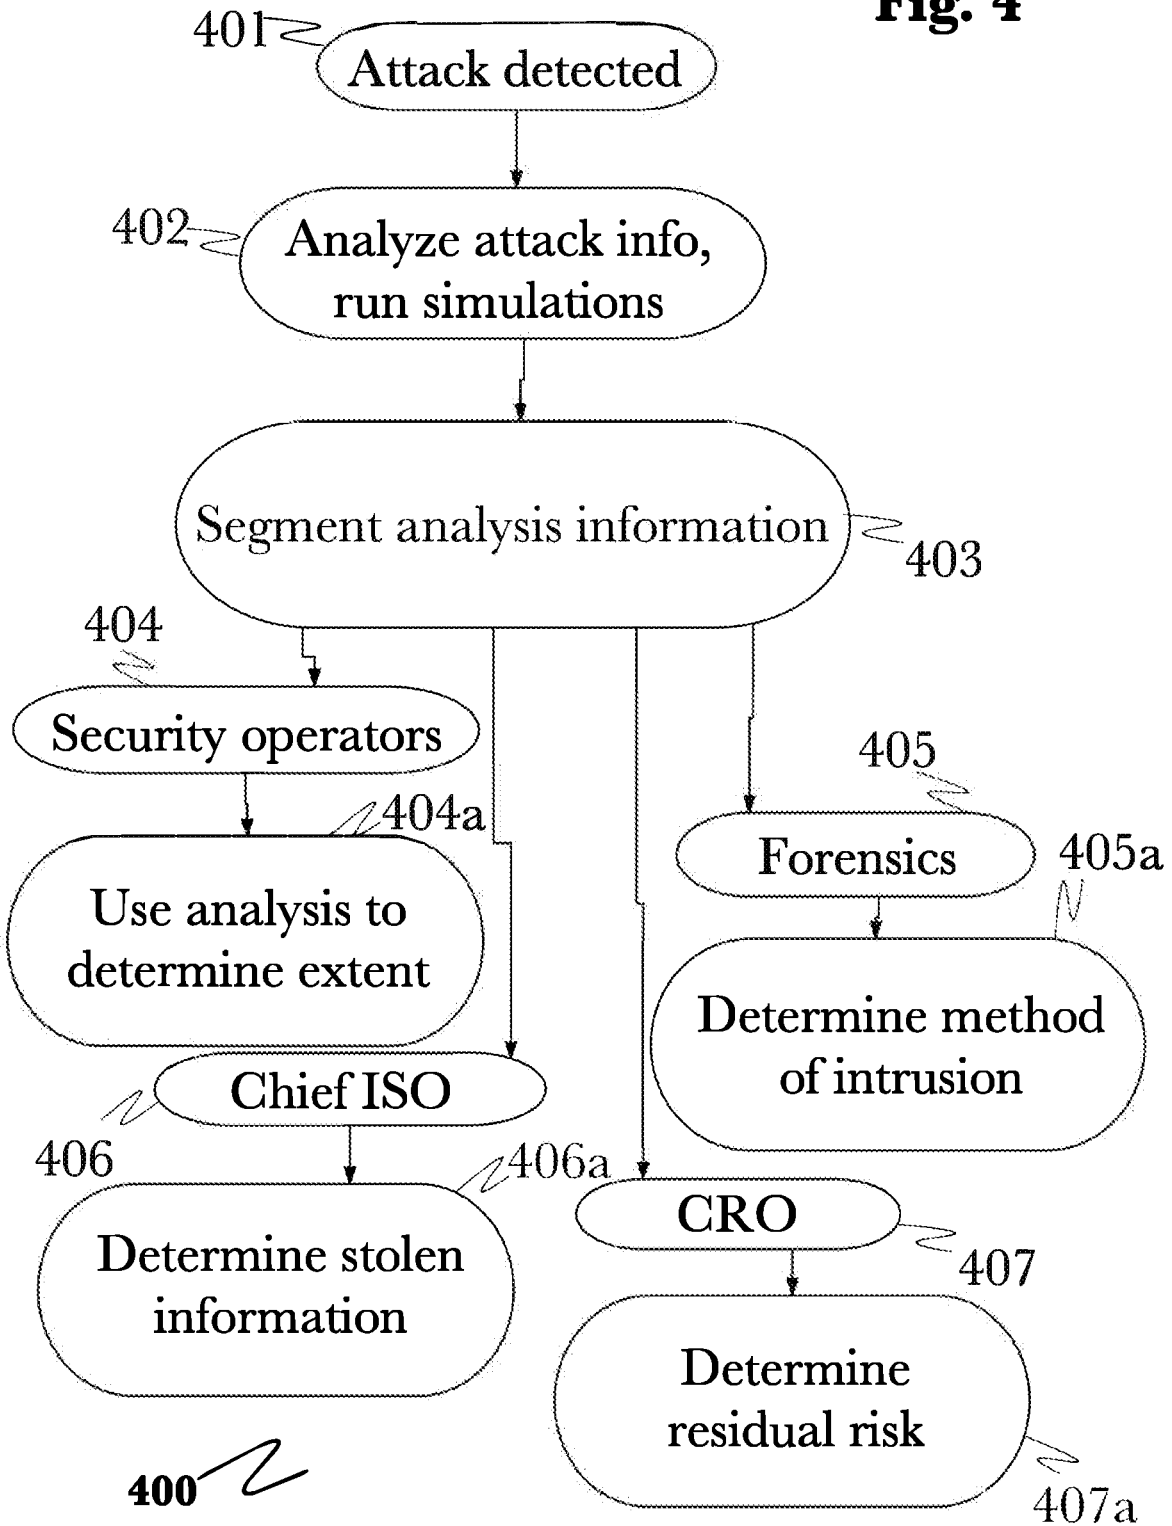 Fig. 4
401
Attack detected
402
Analyze attack info,
run simulations
Segment analysis information
403
404
Security operators
404a
Use analysis to
determine extent
405
Forensics
405a
Determine method
of intrusion
Chief ISO
406
406a
Determine stolen
information
CRO
407
Determine
residual risk
407a
400